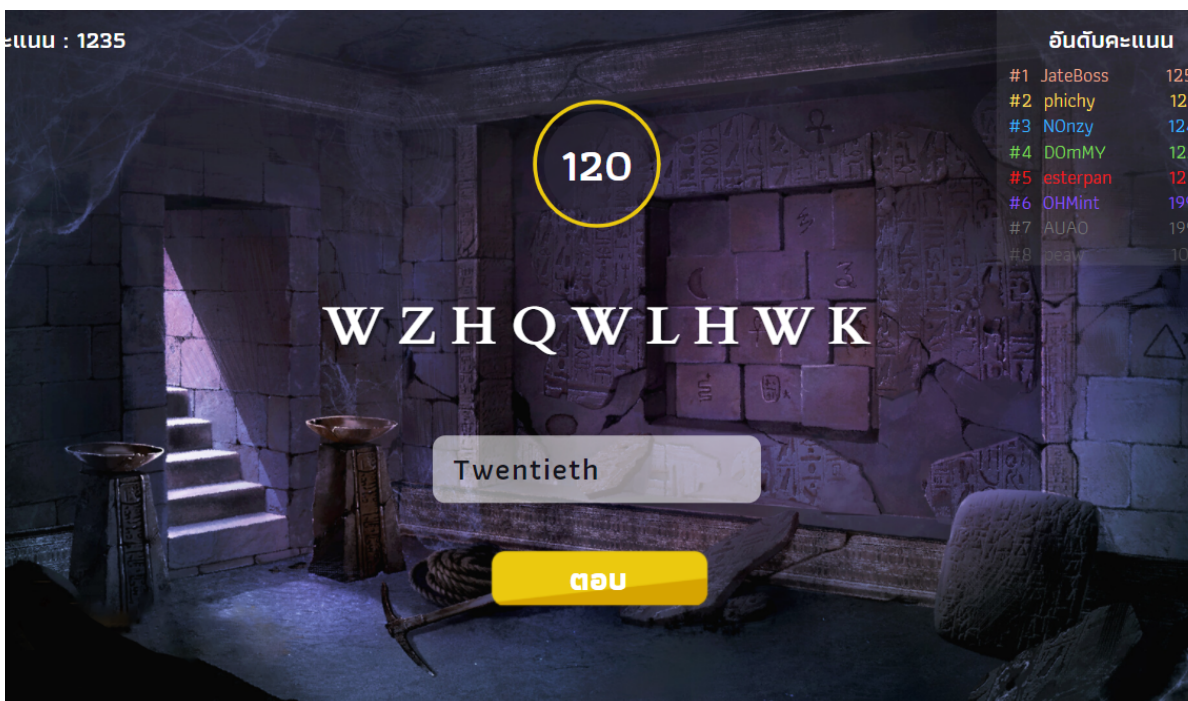 ะแนน : 1235
อันดับคะแนน
#1 JateBoss
#2 phichy
#3 NOnzy
#4 DOmMY
#5 esterpan
#6 OHMint
#7 AUAO
#8
120
W Z H Q W L H W K
Twentieth
ตอบ